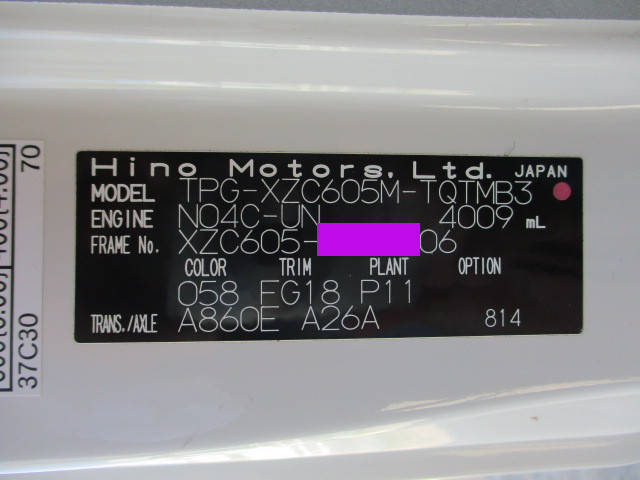 Hino Motors, Ltd. JAPAN
MODEL TPG-XZC605M-TQTMB3
ENGINE N04C-UN 4009 mL
FRAME No. XZC605- 06
COLOR TRIM PLANT OPTION
058 EG18 P11
TRANS./AXLE A860E A26A 814
70
37C30